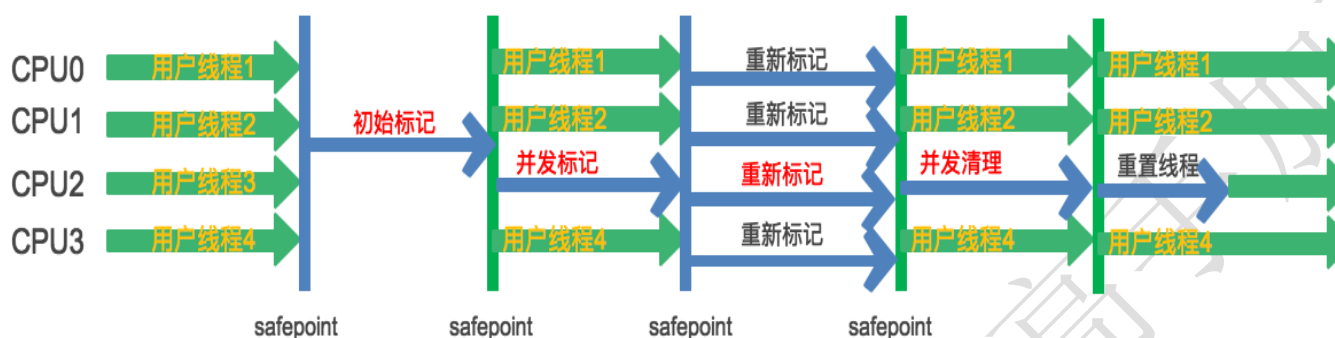 CPU0 用户线程1 用户线程1 重新标记 用户线程1 用户线程1
CPU1 用户线程2 初始标记 用户线程2 重新标记 用户线程2 用户线程2
CPU2 用户线程3 并发标记 重新标记 并发清理 重置线程
CPU3 用户线程4 用户线程4 重新标记 用户线程4 用户线程4
safepoint safepoint safepoint safepoint